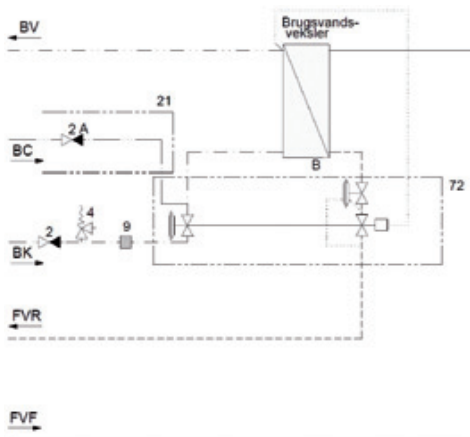 BV
Brugsvands-
veksler
21
2 A
BC
B
72
4
2
9
BK
FVR
FVF